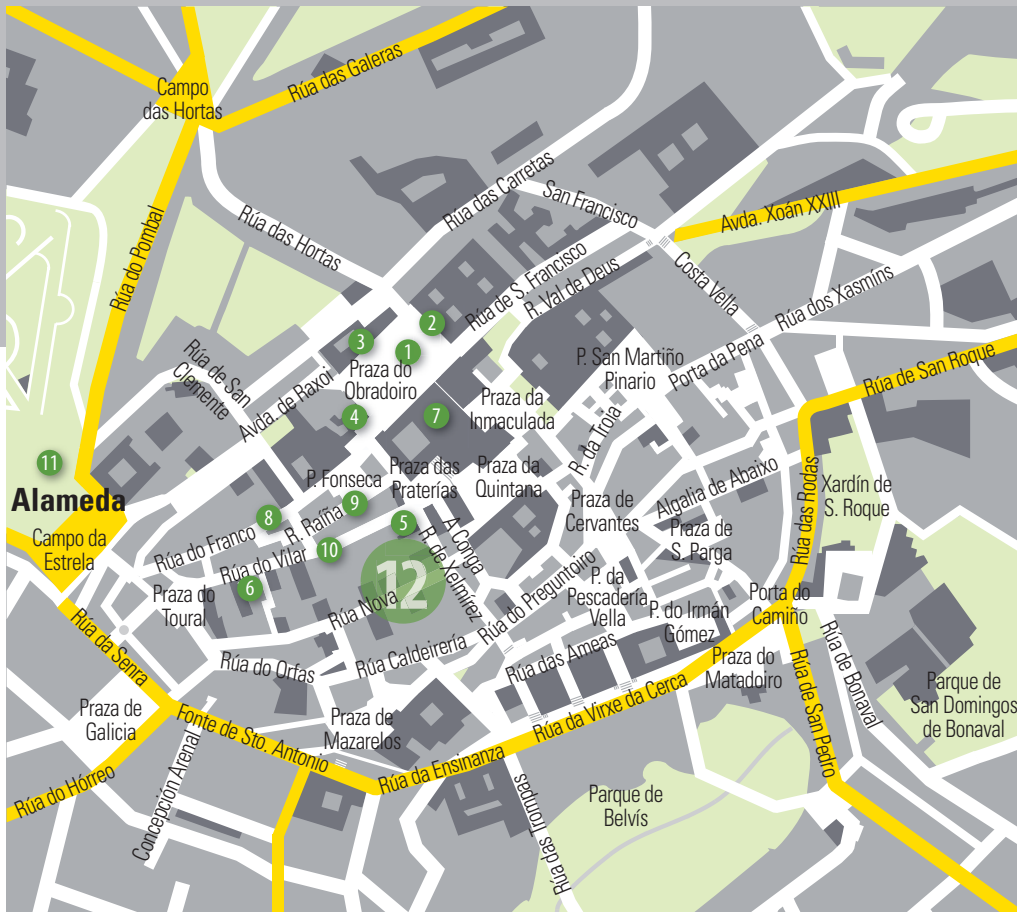 Campo
das Hortas
Rúa das Galeras
Rúa do Pombal
Rúa das Hortas
Rúa das Carretas
San Francisco
Avda. Xoán XXIII
Rúa de S. Francisco
R. Val de Deus
Costa Vella
Rúa dos Xasmíns
2
3
1
Praza do
Obradoiro
P. San Martiño
Pinario
Porta da Pena
Rúa de San Roque
Rúa de San
Clemente
Avda. de Raxoi
4
7
Praza da
Inmaculada
R. da Troia
11
Alameda
Campo da
Estrela
P. Fonseca
Praza das
Praterías
Praza da
Quintana
Praza de
Cervantes
Algalia de Abaixo
Praza de
S. Parga
Rúa das Rodas
Xardín de
S. Roque
8
9
R. Raíña
5
Rúa do Franco
10
Rúa do Vilar
6
12
R. de Xelmírez
A Conga
Praza do
Toural
Rúa Nova
Rúa do Preguntoiro
P. da
Pescadería
Vella
P. do Irmán
Gómez
Porta do
Camiño
Rúa da Senra
Rúa do Orfas
Rúa Caldeirería
Rúa das Ameas
Praza do
Matadoiro
Rúa de Bonaval
Rúa de San Pedro
Parque de
San Domingos
de Bonaval
Praza de
Galicia
Fonte de Sto. Antonio
Praza de
Mazarelos
Rúa da Ensinanza
Rúa da Virxe da Cerca
Rúa do Hórreo
Concepción Arenal
Rúa das Trompas
Parque de
Belvís